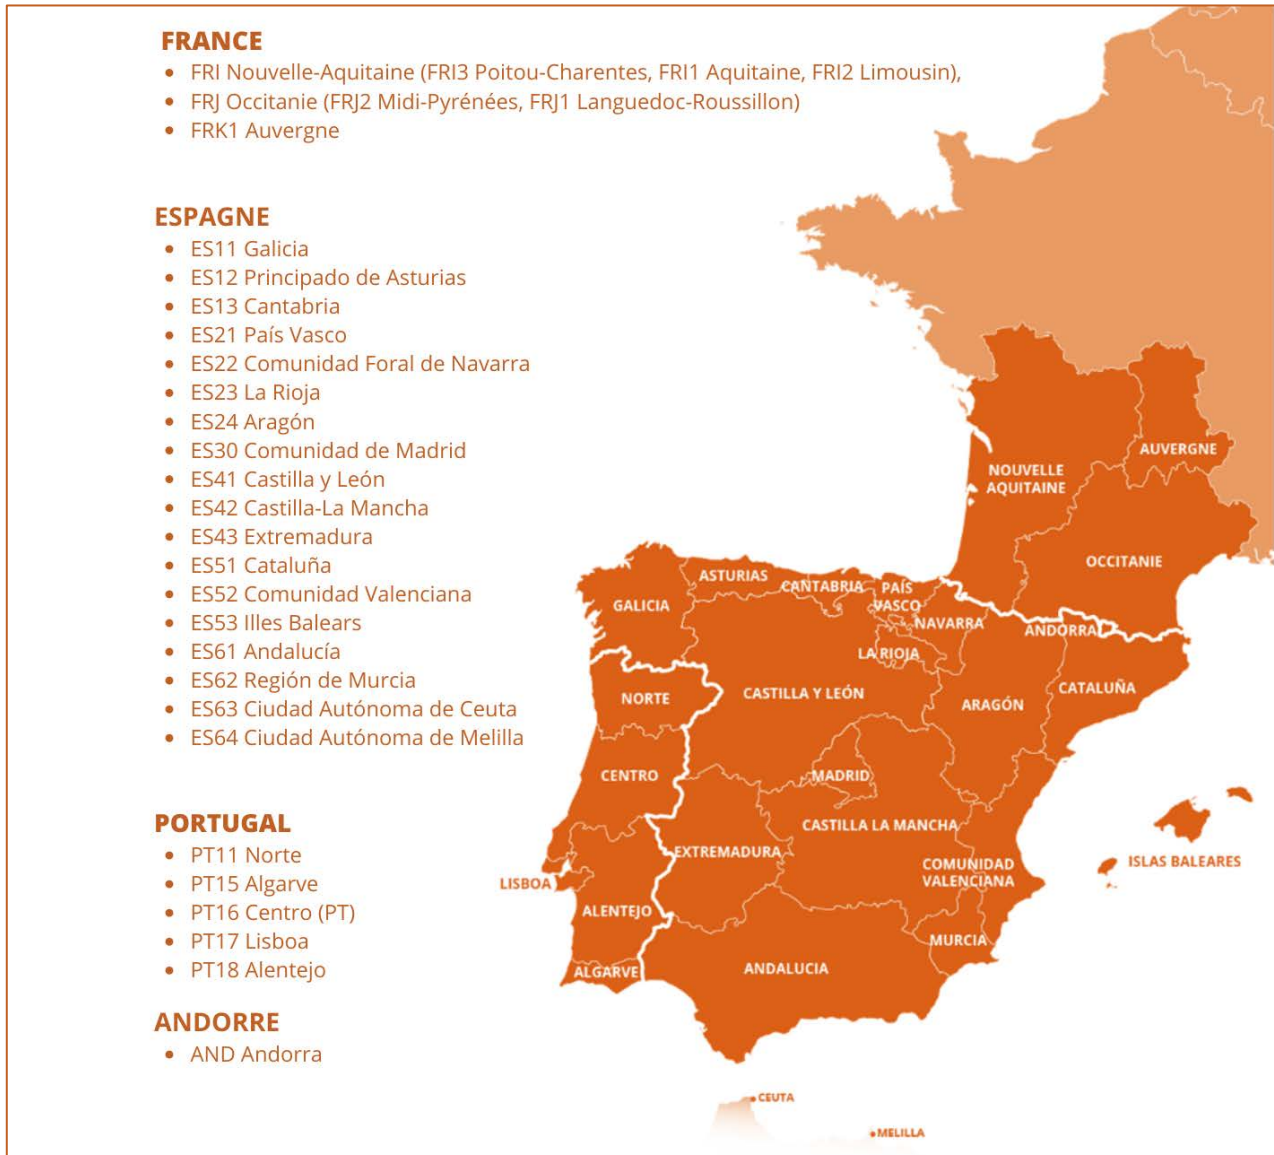 FRANCE
• FRI Nouvelle-Aquitaine (FRI3 Poitou-Charentes, FRI1 Aquitaine, FRI2 Limousin),
• FRJ Occitanie (FRJ2 Midi-Pyrénées, FRJ1 Languedoc-Roussillon)
• FRK1 Auvergne
ESPAGNE
• ES11 Galicia
• ES12 Principado de Asturias
• ES13 Cantabria
• ES21 País Vasco
• ES22 Comunidad Foral de Navarra
• ES23 La Rioja
• ES24 Aragón
• ES30 Comunidad de Madrid
• ES41 Castilla y León
• ES42 Castilla-La Mancha
• ES43 Extremadura
• ES51 Cataluña
• ES52 Comunidad Valenciana
• ES53 Illes Balears
• ES61 Andalucía
• ES62 Región de Murcia
• ES63 Ciudad Autónoma de Ceuta
• ES64 Ciudad Autónoma de Melilla
PORTUGAL
• PT11 Norte
• PT15 Algarve
• PT16 Centro (PT)
• PT17 Lisboa
• PT18 Alentejo
ANDORRE
• AND Andorra
AUVERGNE
NOUVELLE
AQUITAINE
OCCITANIE
ASTURIAS
CANTABRIA
PAÍS
VASCO
GALICIA
NAVARRA
ANDORRA
LA RIOJA
CATALUÑA
NORTE
CASTILLA Y LEÓN
ARAGÓN
CENTRO
MADRID
CASTILLA LA MANCHA
EXTREMADURA
COMUNIDAD
VALENCIANA
ISLAS BALEARES
LISBOA
ALENTEJO
MURCIA
ALGARVE
ANDALUCIA
CEUTA
MELILLA